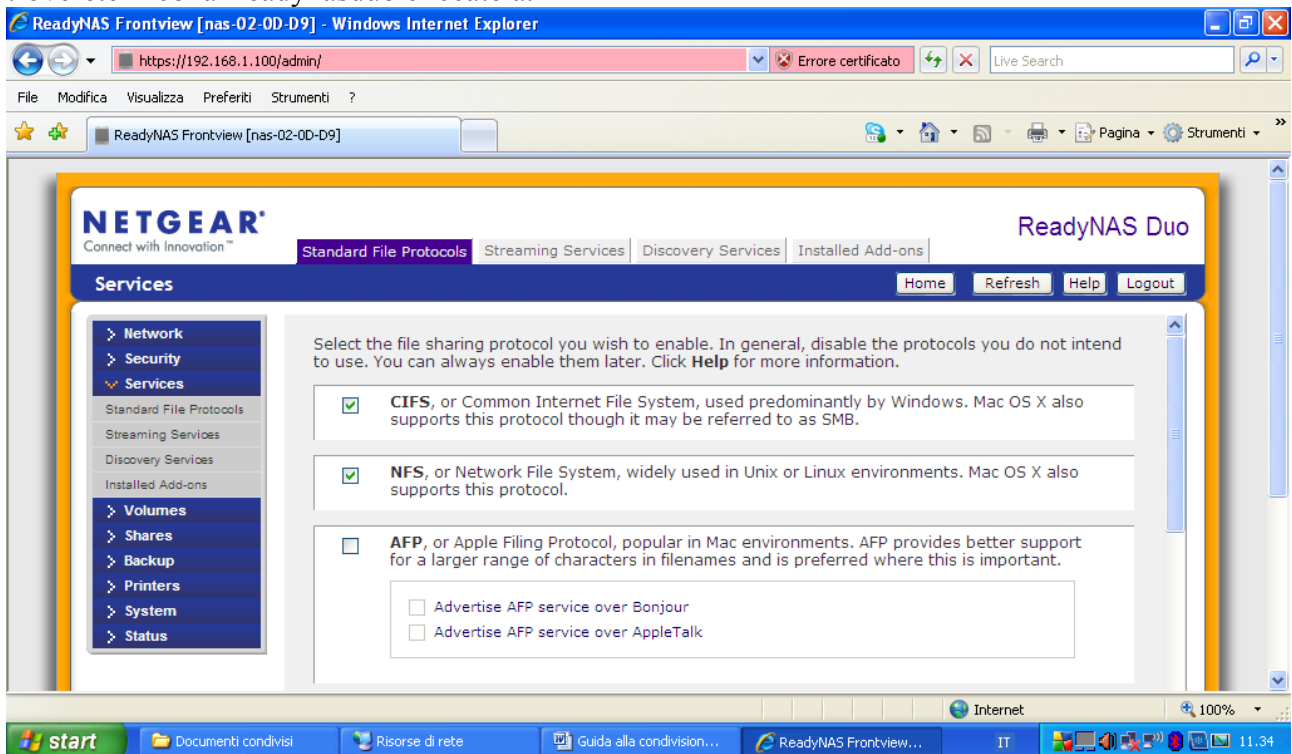 ReadyNAS Frontview [nas-02-0D-D9] - Windows Internet Explorer
https://192.168.1.100/admin/
Errore certificato
Live Search
File Modifica Visualizza Preferiti Strumenti ?
ReadyNAS Frontview [nas-02-0D-D9]
Pagina
Strumenti
NETGEAR®
Connect with Innovation™
Standard File Protocols
Streaming Services
Discovery Services
Installed Add-ons
ReadyNAS Duo
Services
Home
Refresh
Help
Logout
Network
Security
Services
Standard File Protocols
Streaming Services
Discovery Services
Installed Add-ons
Volumes
Shares
Backup
Printers
System
Status
Select the file sharing protocol you wish to enable. In general, disable the protocols you do not intend
to use. You can always enable them later. Click Help for more information.
CIFS, or Common Internet File System, used predominantly by Windows. Mac OS X also
supports this protocol though it may be referred to as SMB.
NFS, or Network File System, widely used in Unix or Linux environments. Mac OS X also
supports this protocol.
AFP, or Apple Filing Protocol, popular in Mac environments. AFP provides better support
for a larger range of characters in filenames and is preferred where this is important.
Advertise AFP service over Bonjour
Advertise AFP service over AppleTalk
Internet
100%
start
Documenti condivisi
Risorse di rete
Guida alla condivision...
ReadyNAS Frontview...
IT
11.34